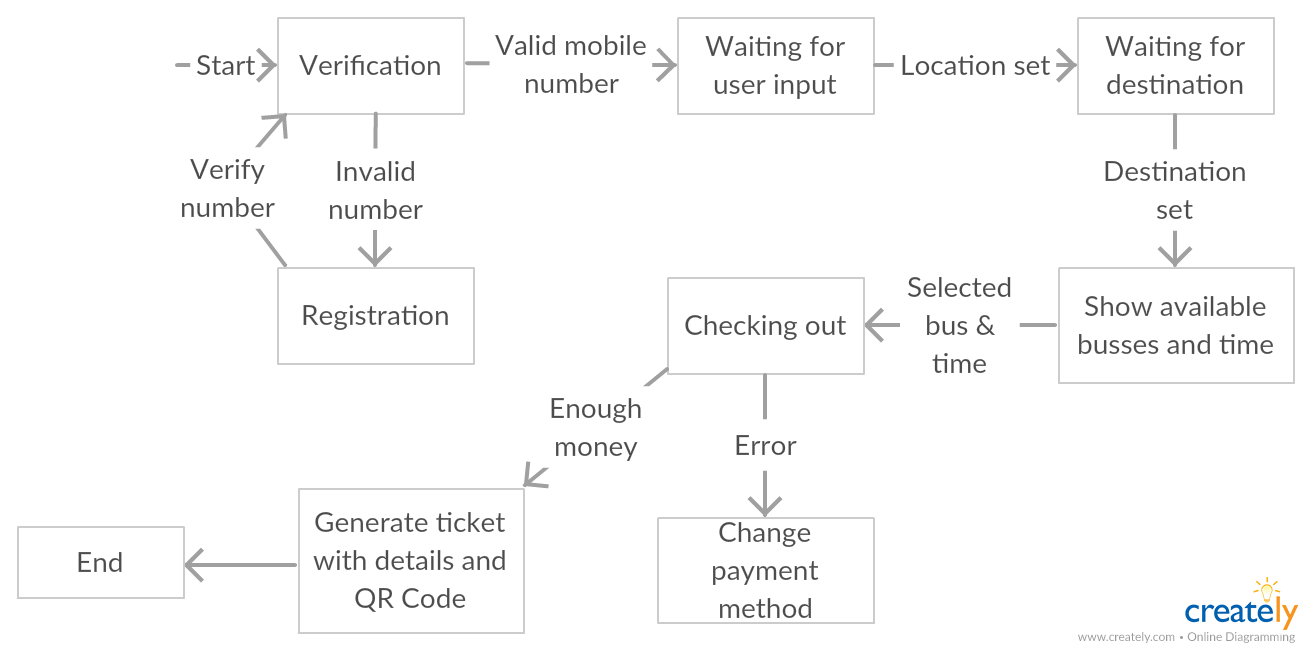 Start
Verification
Valid mobile
number
Waiting for
user input
Location set
Waiting for
destination
Verify
number
Invalid
number
Destination
set
Registration
Checking out
Selected
bus &
time
Show available
busses and time
Enough
money
Error
Generate ticket
with details and
QR Code
End
Change
payment
method
creately
www.creately.com • Online Diagramming